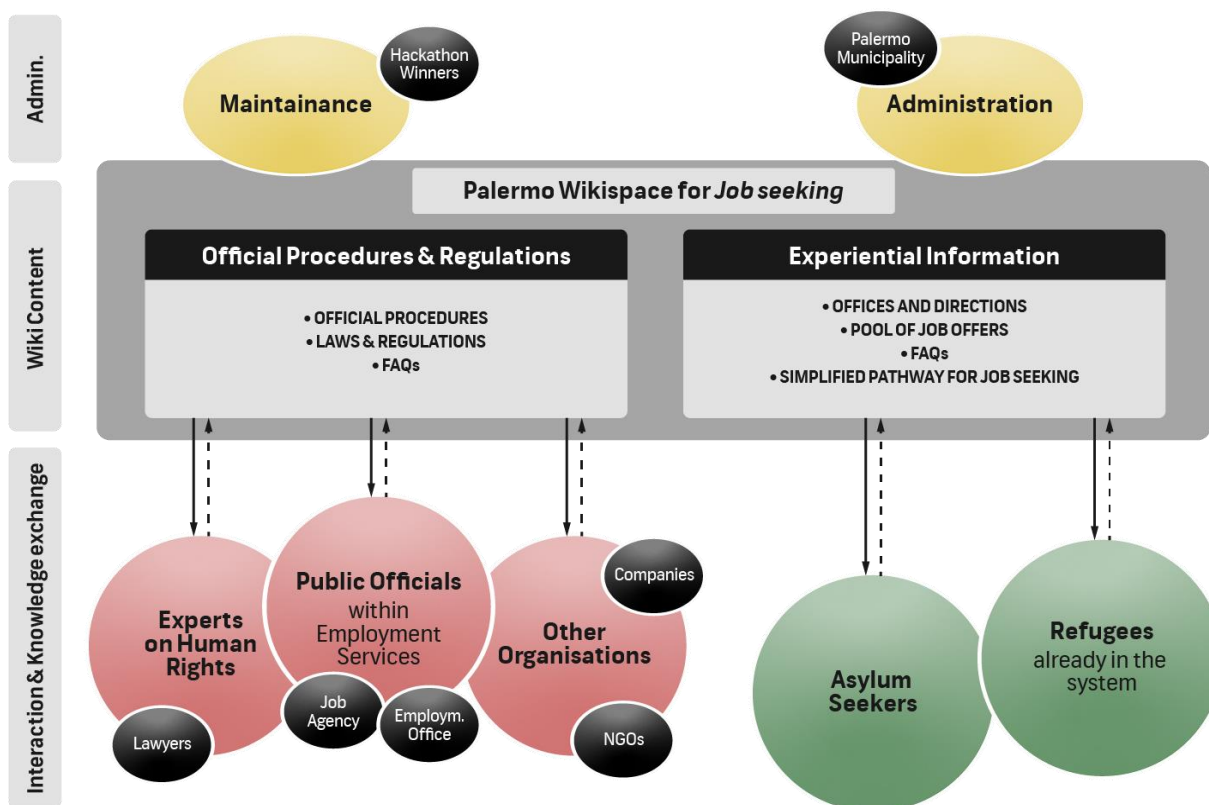 Admin.
Maintainance
Hackathon
Winners
Palermo
Municipality
Administration
Wiki Content
Palermo Wikispace for Job seeking
Official Procedures & Regulations
• OFFICIAL PROCEDURES
• LAWS & REGULATIONS
• FAQs
Experiential Information
• OFFICES AND DIRECTIONS
• POOL OF JOB OFFERS
• FAQs
• SIMPLIFIED PATHWAY FOR JOB SEEKING
Interaction & Knowledge exchange
Experts
on Human
Rights
Lawyers
Public Officials
within
Employment
Services
Job
Agency
Employm.
Office
Other
Organisations
Companies
NGOs
Asylum
Seekers
Refugees
already in the
system